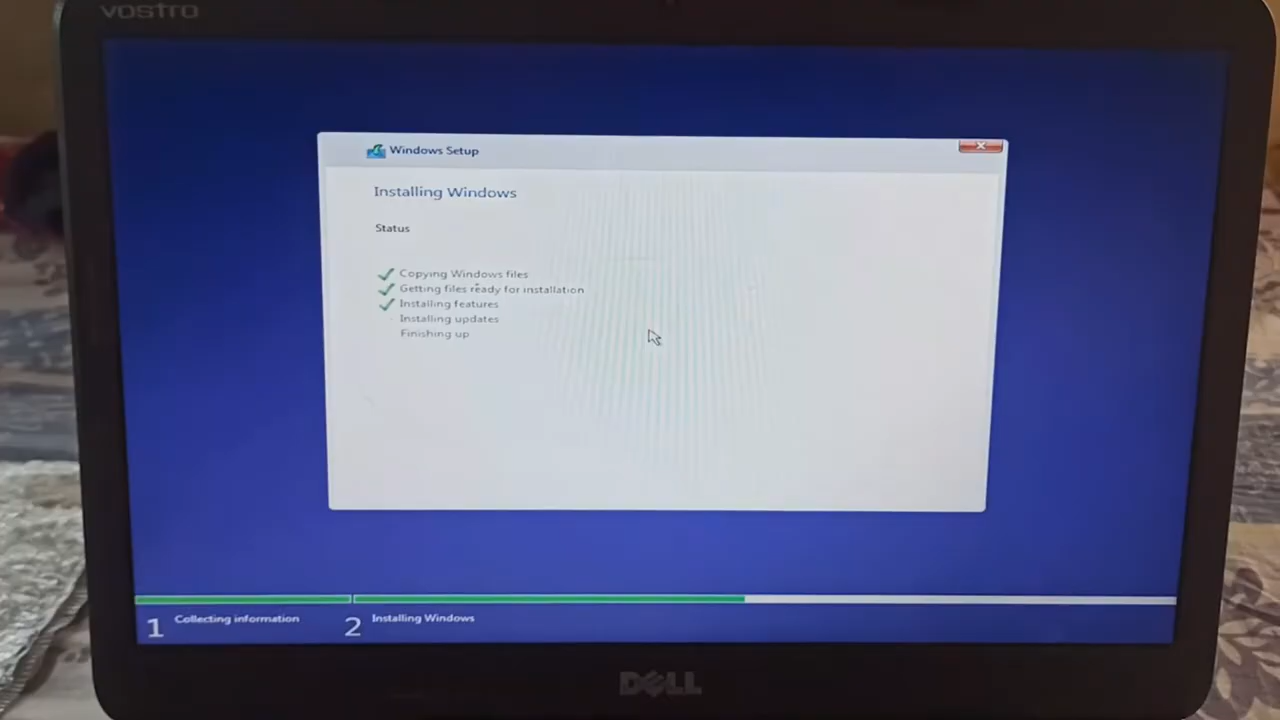 VOSTRO
Windows Setup
Installing Windows
Status
Copying Windows files
Getting files ready for installation
Installing features
Installing updates
Finishing up
1 Collecting information 2 Installing Windows
DELL